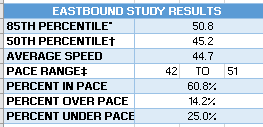 EASTBOUND STUDY RESULTS
85TH PERCENTILE* 50.8
50TH PERCENTILE† 45.2
AVERAGE SPEED 44.7
PACE RANGE‡ 42 TO 51
PERCENT IN PACE 60.8%
PERCENT OVER PACE 14.2%
PERCENT UNDER PACE 25.0%